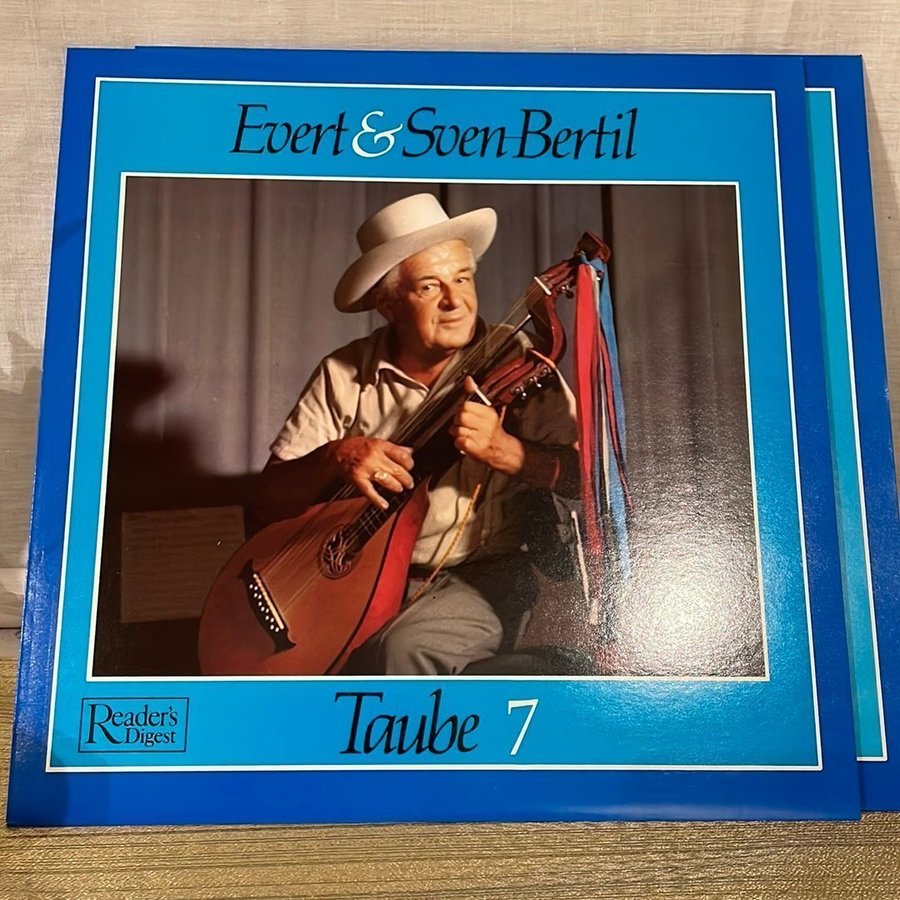 Evert & Sven-Bertil
Reader's
Digest
Taube 7